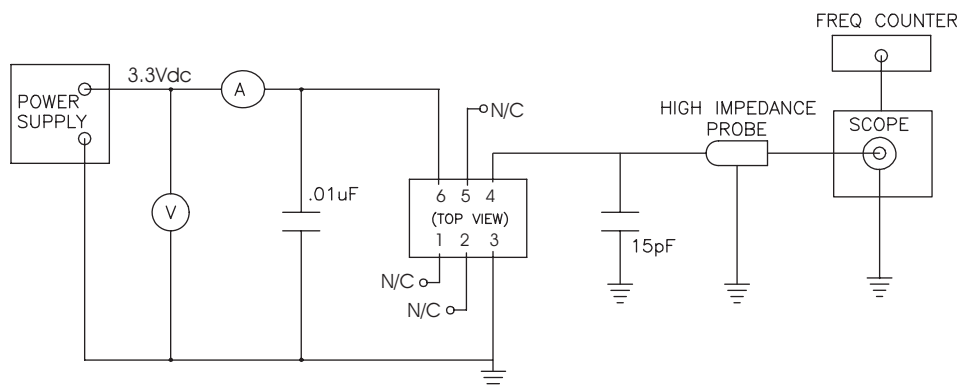 FREQ COUNTER
3.3Vdc
A
POWER
SUPPLY
N/C
HIGH IMPEDANCE
PROBE
SCOPE
.01uF
6 5 4
(TOP VIEW)
1 2 3
V
15pF
N/C
N/C